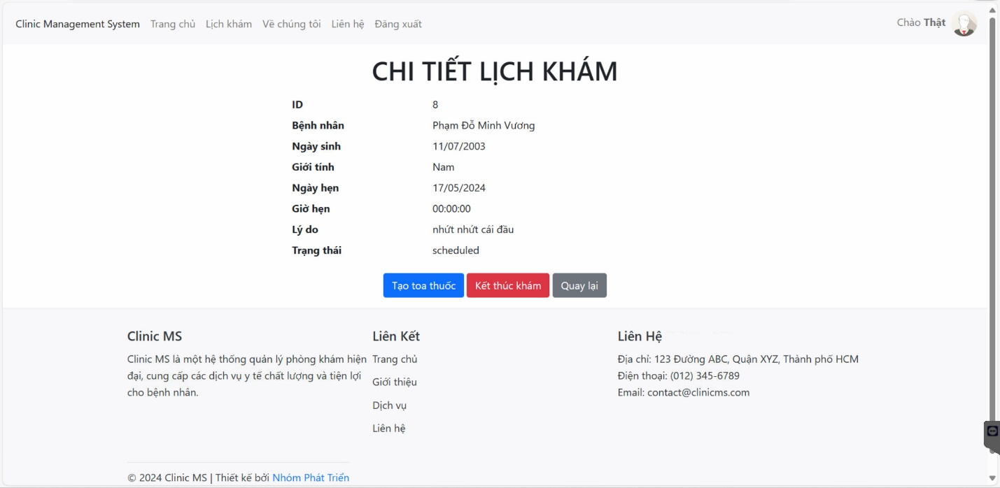 Clinic Management System Trang chủ Lịch khám Về chúng tôi Liên hệ Đăng xuất Chào Thật
CHI TIẾT LỊCH KHÁM
ID 8
Bệnh nhân Phạm Đỗ Minh Vương
Ngày sinh 11/07/2003
Giới tính Nam
Ngày hẹn 17/05/2024
Giờ hẹn 00:00:00
Lý do nhứt nhứt cái đầu
Trạng thái scheduled
Tạo toa thuốc Kết thúc khám Quay lại
Clinic MS
Clinic MS là một hệ thống quản lý phòng khám hiện
đại, cung cấp các dịch vụ y tế chất lượng và tiện lợi
cho bệnh nhân.
Liên Kết
Trang chủ
Giới thiệu
Dịch vụ
Liên hệ
Liên Hệ
Địa chỉ: 123 Đường ABC, Quận XYZ, Thành phố HCM
Điện thoại: (012) 345-6789
Email: contact@clinicms.com
© 2024 Clinic MS | Thiết kế bởi Nhóm Phát Triển